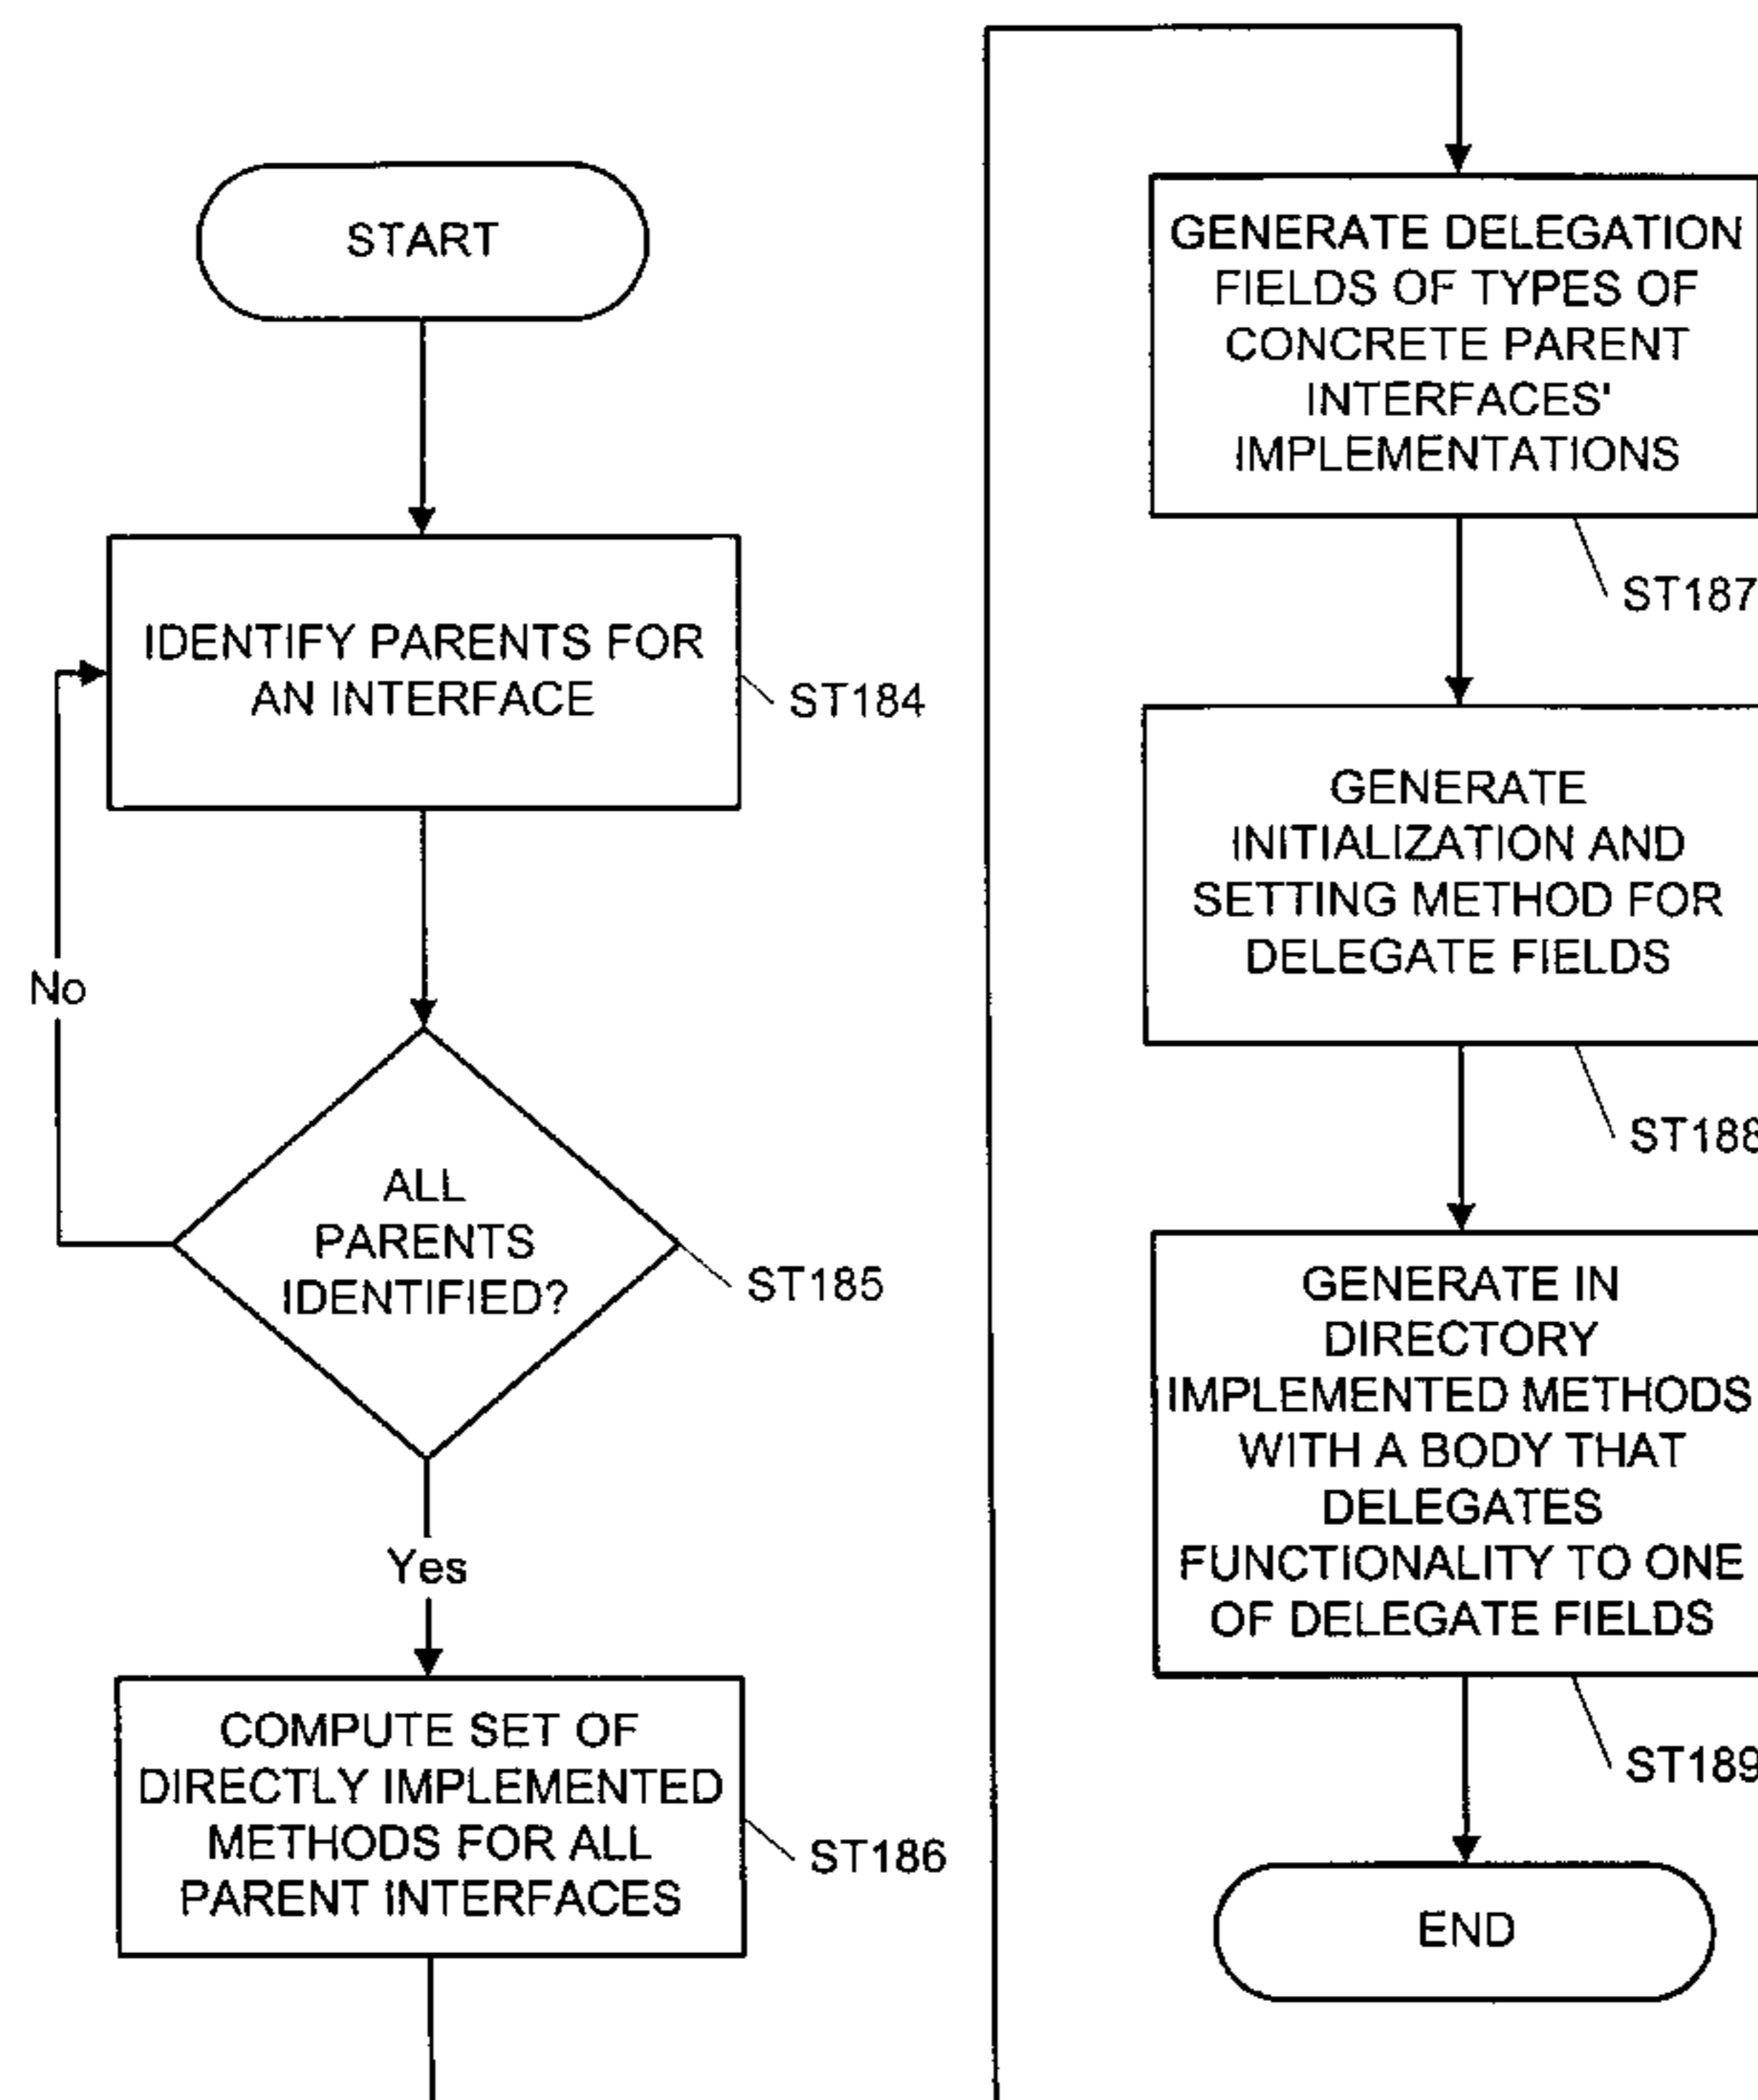 START
IDENTIFY PARENTS FOR
AN INTERFACE
ST184
No
ALL
PARENTS
IDENTIFIED?
ST185
Yes
COMPUTE SET OF
DIRECTLY IMPLEMENTED
METHODS FOR ALL
PARENT INTERFACES
ST186
GENERATE DELEGATION
FIELDS OF TYPES OF
CONCRETE PARENT
INTERFACES'
IMPLEMENTATIONS
ST187
GENERATE
INITIALIZATION AND
SETTING METHOD FOR
DELEGATE FIELDS
ST188
GENERATE IN
DIRECTORY
IMPLEMENTED METHODS
WITH A BODY THAT
DELEGATES
FUNCTIONALITY TO ONE
OF DELEGATE FIELDS
ST189
END